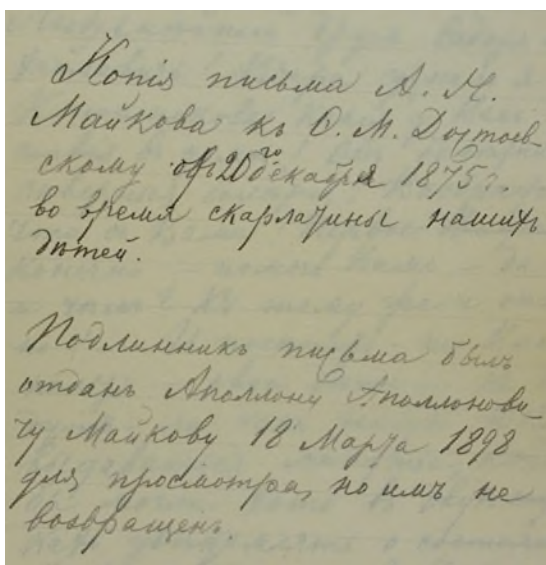 Копія письма А. Н.
Майкова къ Ѳ. М. Достоев-
скому отъ 20го декабря 1875 г.
во время скарлатины нашихъ
дѣтей.
Подлинникъ письма былъ
отданъ Аполлону Аполлонови-
чу Майкову 18 Марта 1898
для просмотра, но имъ не
возвращенъ.